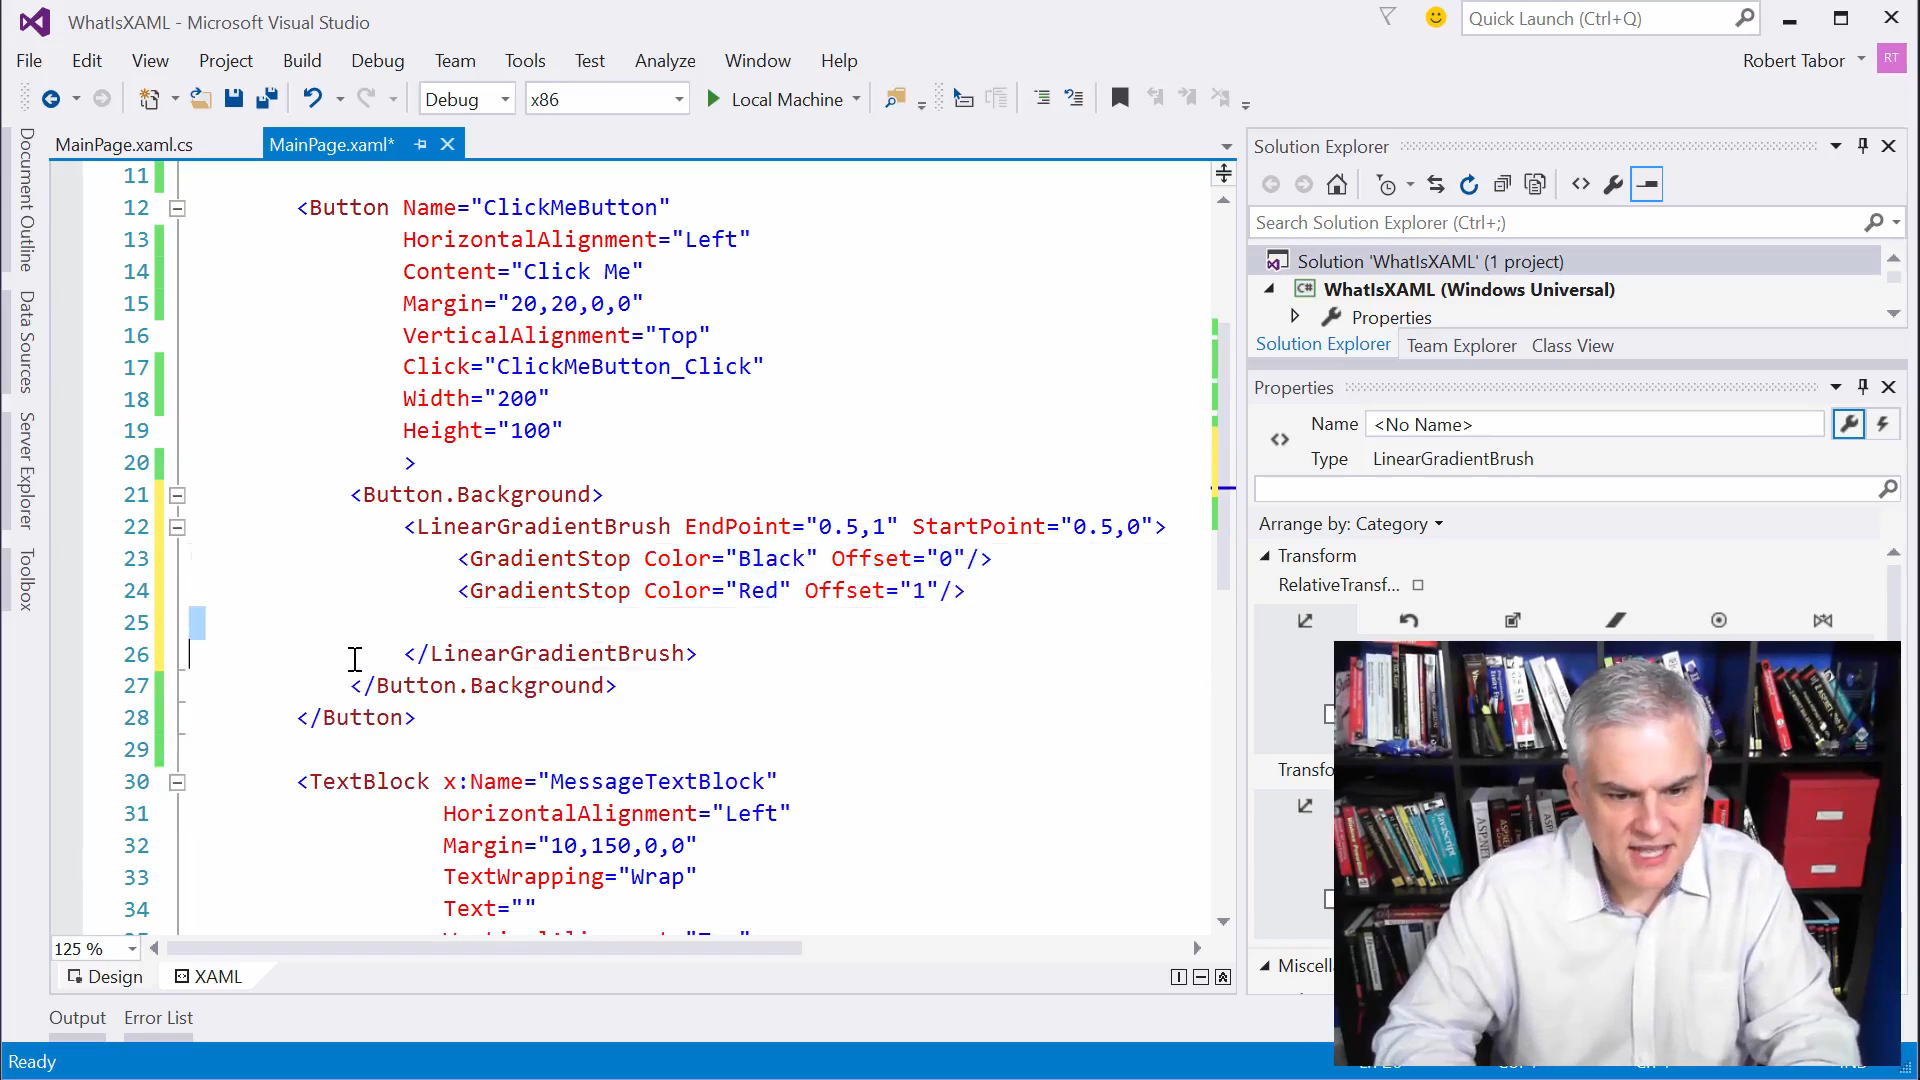 WhatIsXAML - Microsoft Visual Studio
Quick Launch (Ctrl+Q)
File Edit View Project Build Debug Team Tools Test Analyze Window Help
Robert Tabor RT
Debug x86 Local Machine
MainPage.xaml.cs MainPage.xaml*
Document Outline
Data Sources
Server Explorer
Toolbox
11
12 <Button Name="ClickMeButton"
13 HorizontalAlignment="Left"
14 Content="Click Me"
15 Margin="20,20,0,0"
16 VerticalAlignment="Top"
17 Click="ClickMeButton_Click"
18 Width="200"
19 Height="100"
20 >
21 <Button.Background>
22 <LinearGradientBrush EndPoint="0.5,1" StartPoint="0.5,0">
23 <GradientStop Color="Black" Offset="0"/>
24 <GradientStop Color="Red" Offset="1"/>
25
26 </LinearGradientBrush>
27 </Button.Background>
28 </Button>
29
30 <TextBlock x:Name="MessageTextBlock"
31 HorizontalAlignment="Left"
32 Margin="10,150,0,0"
33 TextWrapping="Wrap"
34 Text=""
125 %
Design XAML
Output Error List
Ready
Solution Explorer
Search Solution Explorer (Ctrl+;)
Solution 'WhatIsXAML' (1 project)
C# WhatIsXAML (Windows Universal)
Properties
Solution Explorer Team Explorer Class View
Properties
Name <No Name>
Type LinearGradientBrush
Arrange by: Category
Transform
RelativeTransf...
Transfo
Miscell